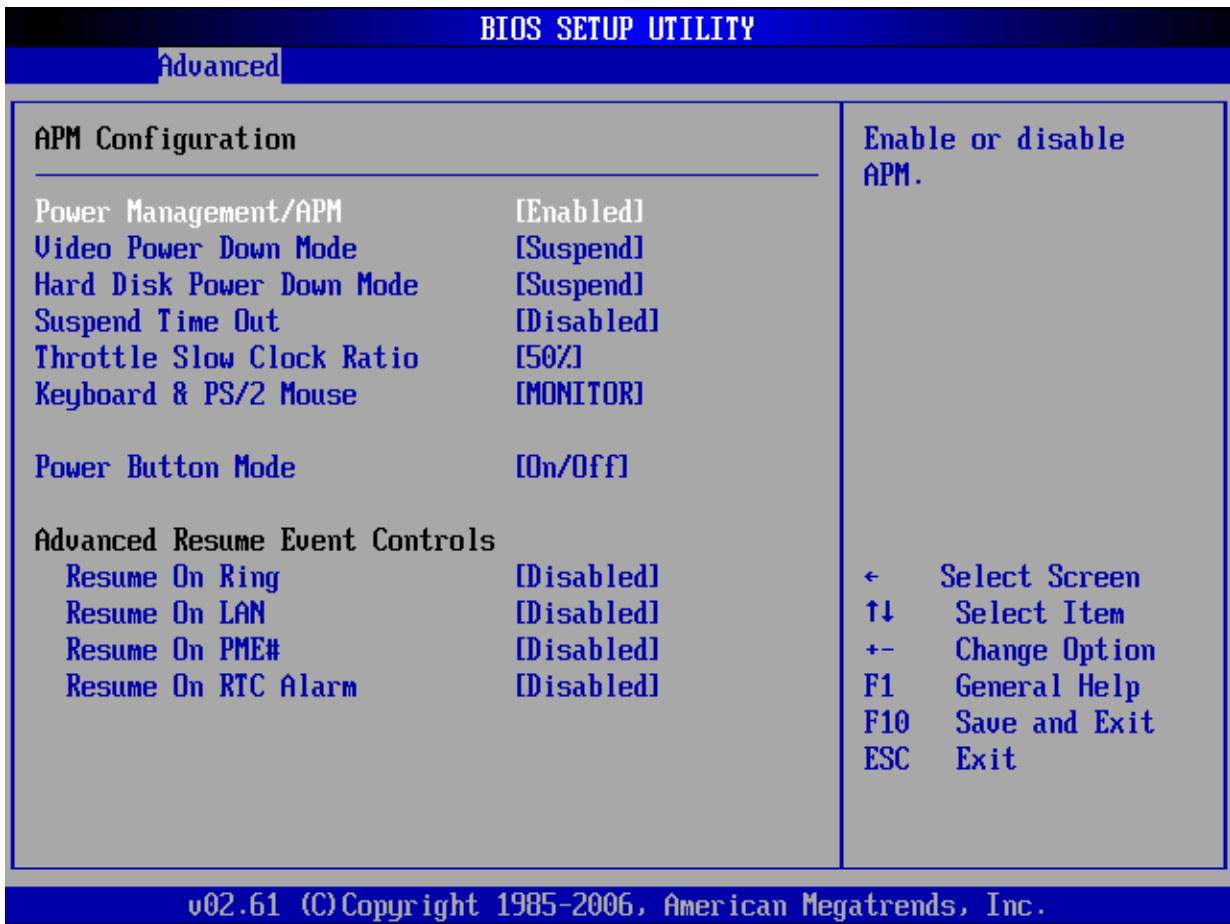 BIOS SETUP UTILITY
Advanced
APM Configuration
Power Management/APM [Enabled]
Video Power Down Mode [Suspend]
Hard Disk Power Down Mode [Suspend]
Suspend Time Out [Disabled]
Throttle Slow Clock Ratio [50%]
Keyboard & PS/2 Mouse [MONITOR]
Power Button Mode [On/Off]
Advanced Resume Event Controls
Resume On Ring [Disabled]
Resume On LAN [Disabled]
Resume On PME# [Disabled]
Resume On RTC Alarm [Disabled]
Enable or disable
APM.
← Select Screen
↑↓ Select Item
+- Change Option
F1 General Help
F10 Save and Exit
ESC Exit
v02.61 (C)Copyright 1985-2006, American Megatrends, Inc.